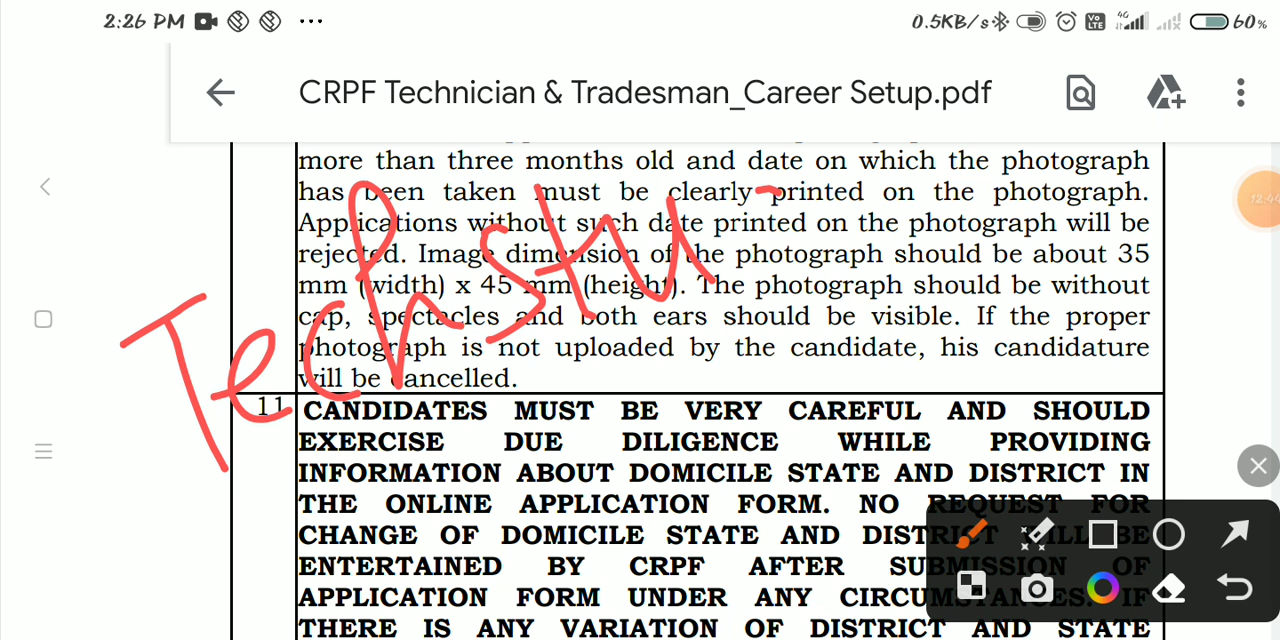 2:26 PM ... 0.5KB/s 4G Vo LTE 60%
CRPF Technician & Tradesman_Career Setup.pdf
more than three months old and date on which the photograph
has been taken must be clearly printed on the photograph.
Applications without such date printed on the photograph will be
rejected. Image dimension of the photograph should be about 35
mm (width) x 45 mm (height). The photograph should be without
cap, spectacles and both ears should be visible. If the proper
photograph is not uploaded by the candidate, his candidature
will be cancelled.
Techstu
11 CANDIDATES MUST BE VERY CAREFUL AND SHOULD
EXERCISE DUE DILIGENCE WHILE PROVIDING
INFORMATION ABOUT DOMICILE STATE AND DISTRICT IN
THE ONLINE APPLICATION FORM. NO REQUEST FOR
CHANGE OF DOMICILE STATE AND DISTRICT WILL BE
ENTERTAINED BY CRPF AFTER SUBMISSION OF
APPLICATION FORM UNDER ANY CIRCUMSTANCES. IF
THERE IS ANY VARIATION OF DISTRICT AND STATE
12:44